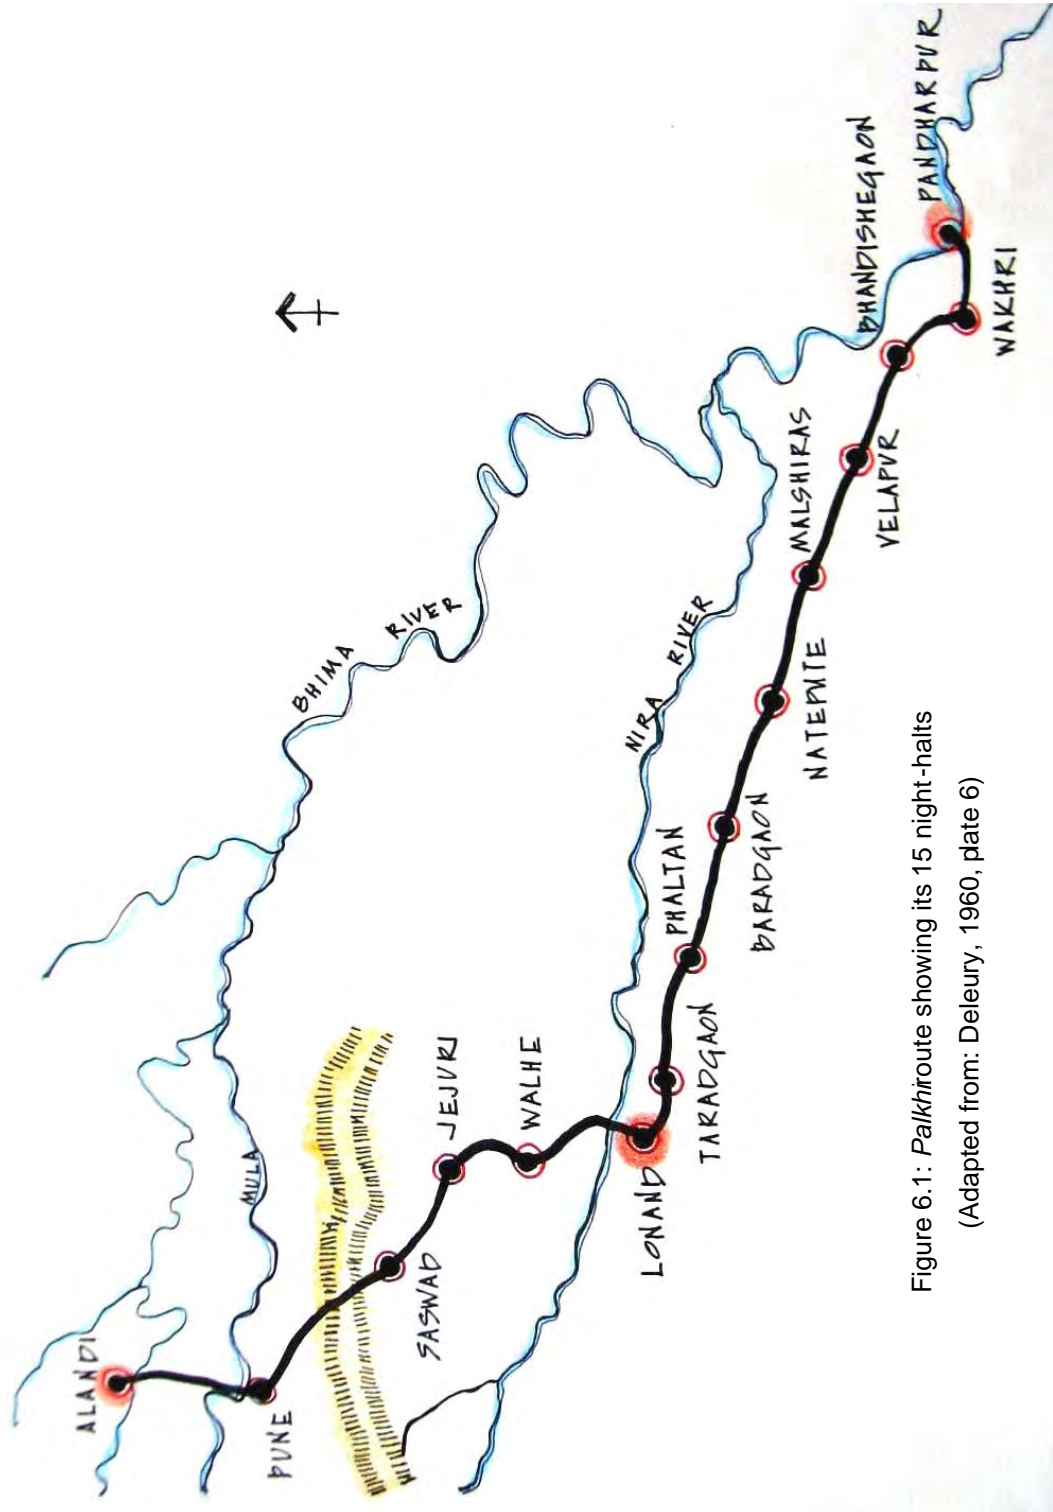 ALANDI
PUNE
MULA
BHIMA
RIVER
SASWAD
JEJURI
WALHE
NIRA
RIVER
LONAND
TARADGAON
PHALTAN
BARADGAON
NATEPUTE
MALSHIRAS
VELAPUR
BHANDISHEGAON
WAKHRI
PANDHARPUR
Figure 6.1: Palkhiroute showing its 15 night-halts
(Adapted from: Deleury, 1960, plate 6)